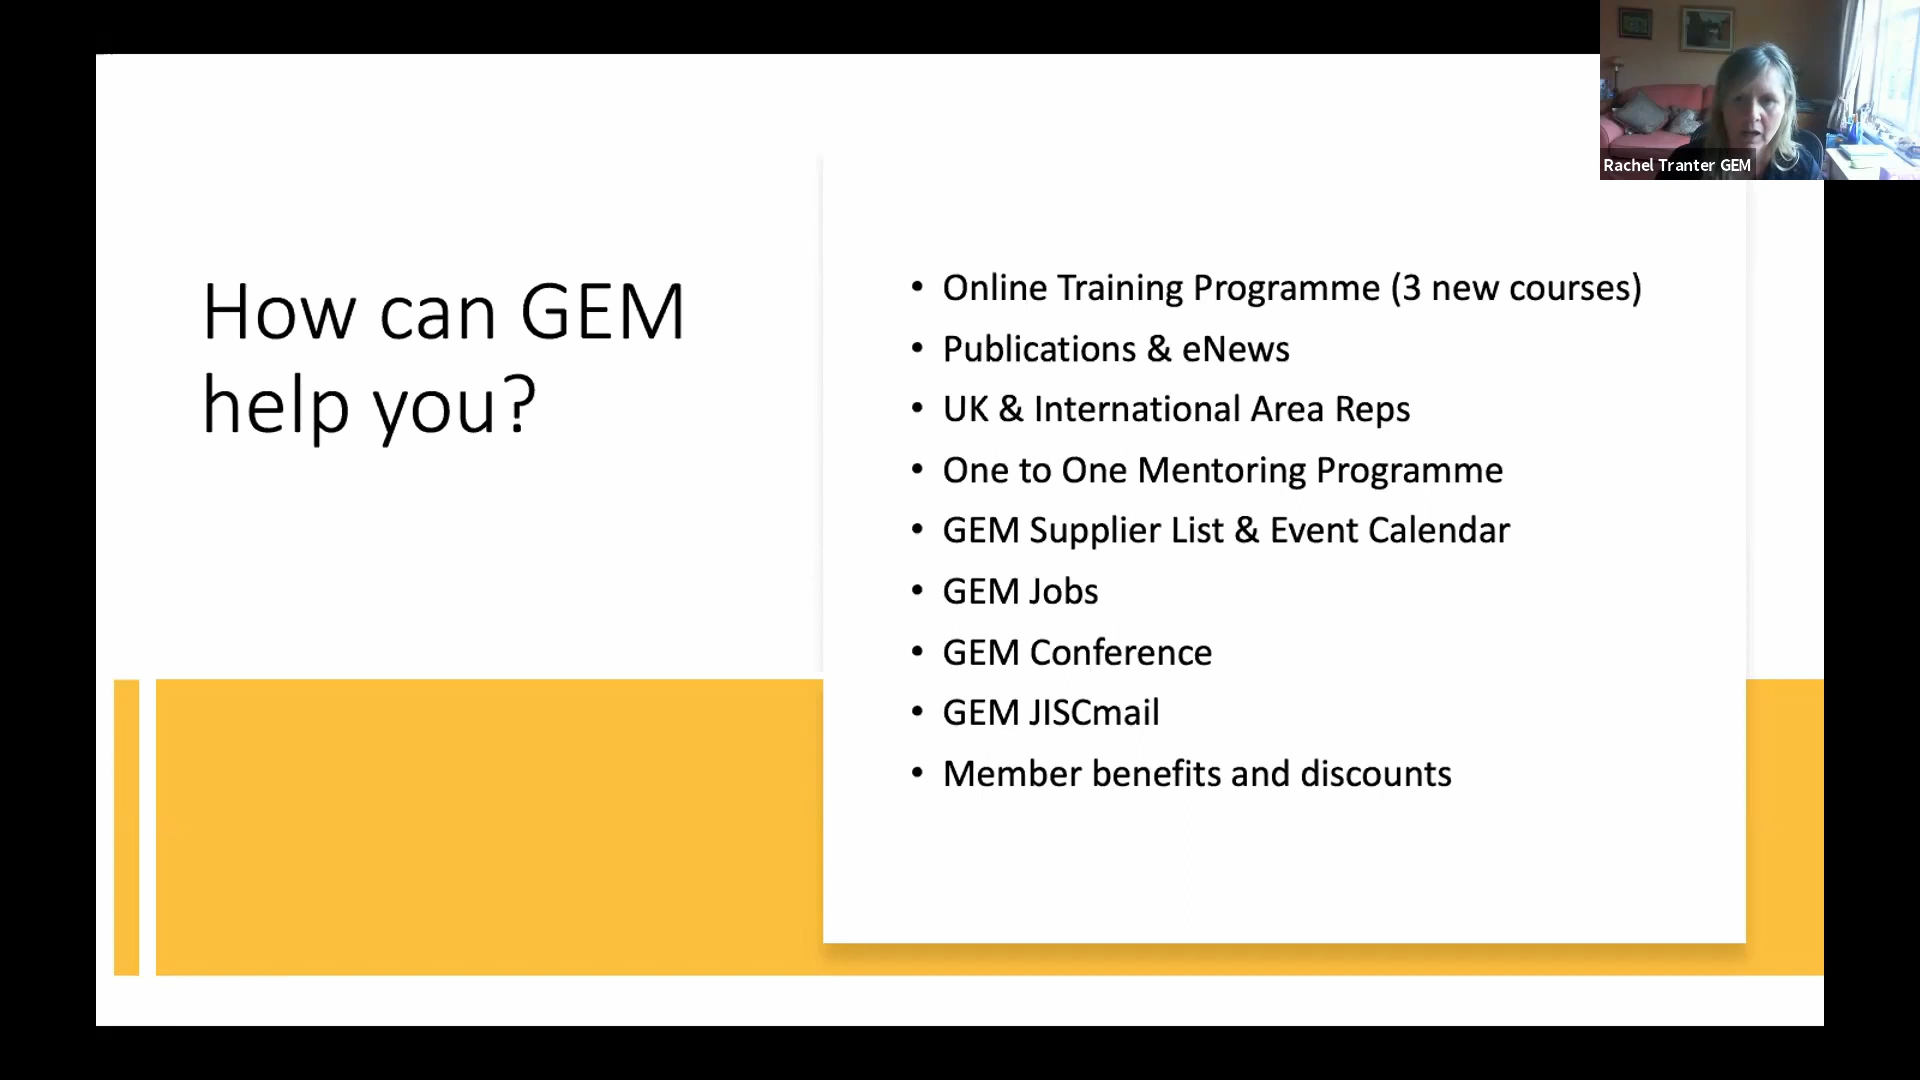 How can GEM
help you?
• Online Training Programme (3 new courses)
• Publications & eNews
• UK & International Area Reps
• One to One Mentoring Programme
• GEM Supplier List & Event Calendar
• GEM Jobs
• GEM Conference
• GEM JISCmail
• Member benefits and discounts
Rachel Tranter GEM